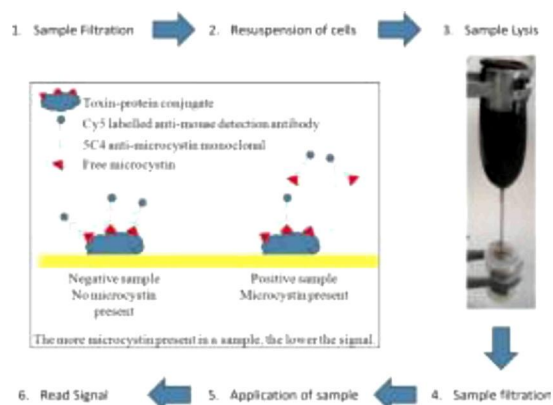 1. Sample Filtration
2. Resuspension of cells
3. Sample Lysis
Toxin-protein conjugate
Cy5 labelled anti-mouse detection antibody
5C4 anti-microcystin monoclonal
Free microcystin
Negative sample
No microcystin
present
Positive sample
Microcystin present
The more microcystin present in a sample, the lower the signal.
6. Read Signal
5. Application of sample
4. Sample filtration